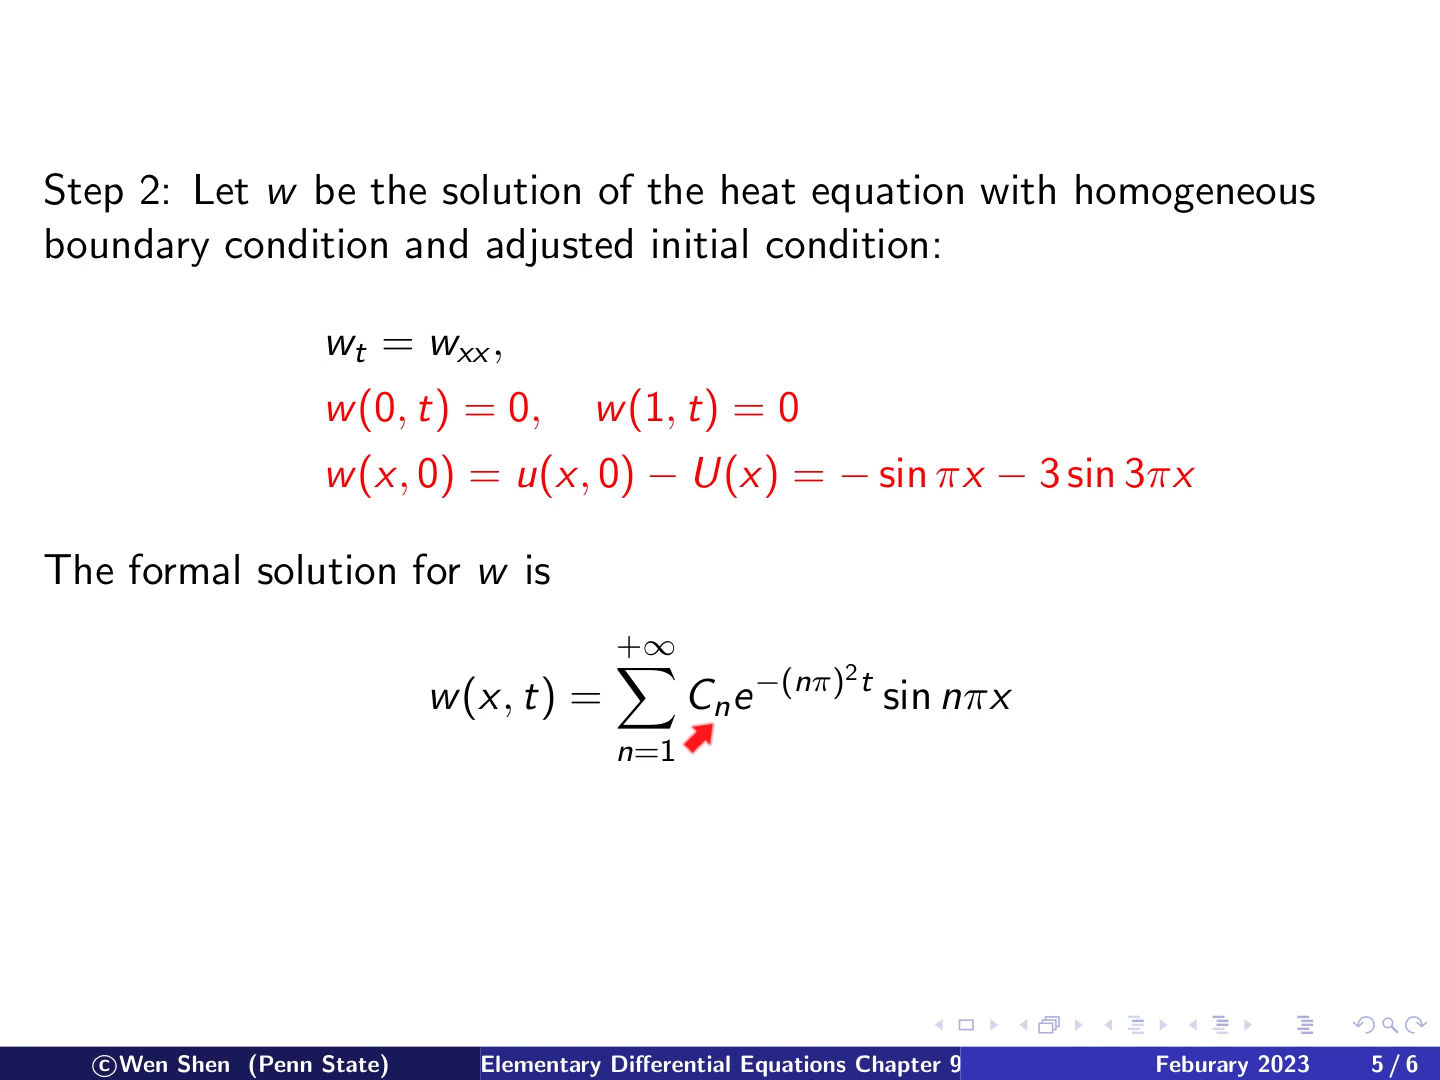 Step 2: Let w be the solution of the heat equation with homogeneous
boundary condition and adjusted initial condition:
w_t = w_{xx},
w(0, t) = 0, w(1, t) = 0
w(x, 0) = u(x, 0) − U(x) = − sin πx − 3 sin 3πx
The formal solution for w is
w(x, t) = \sum_{n=1}^{+∞} C_n e^{−(nπ)^2 t} sin nπx
©Wen Shen (Penn State) Elementary Differential Equations Chapter 9 Feburary 2023 5 / 6